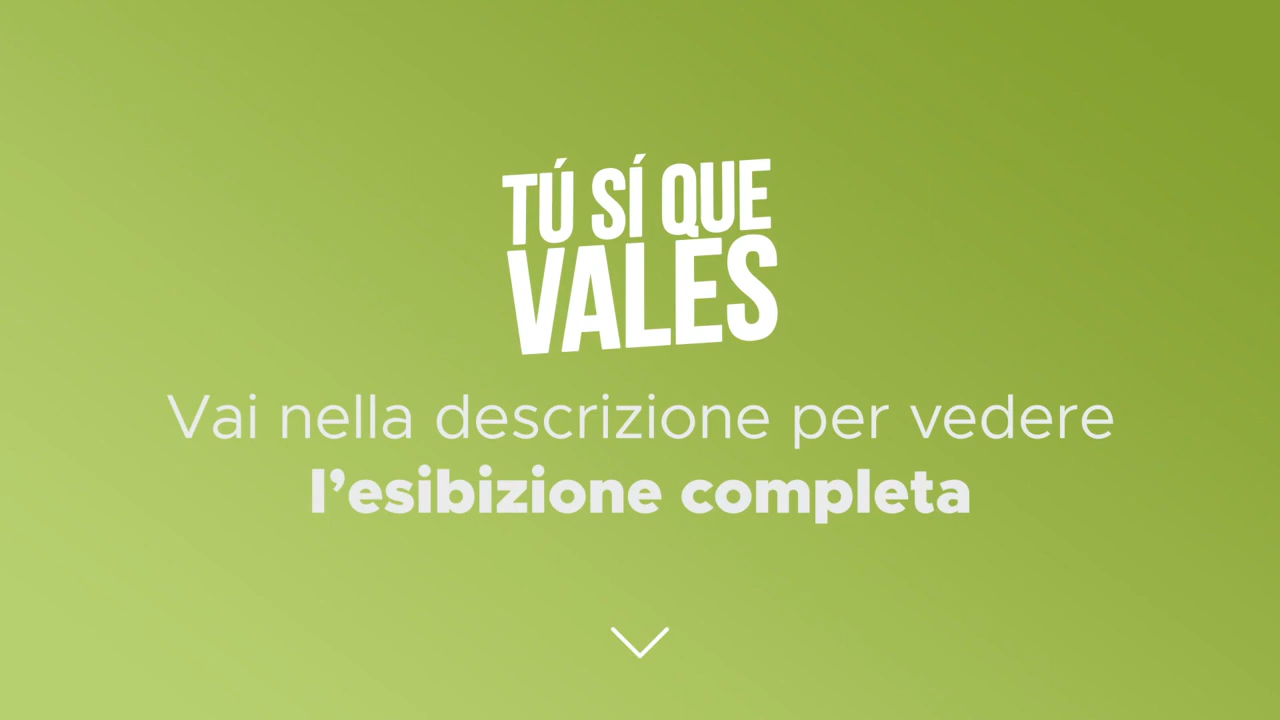 TÚ SÍ QUE
VALES
Vai nella descrizione per vedere
l’esibizione completa